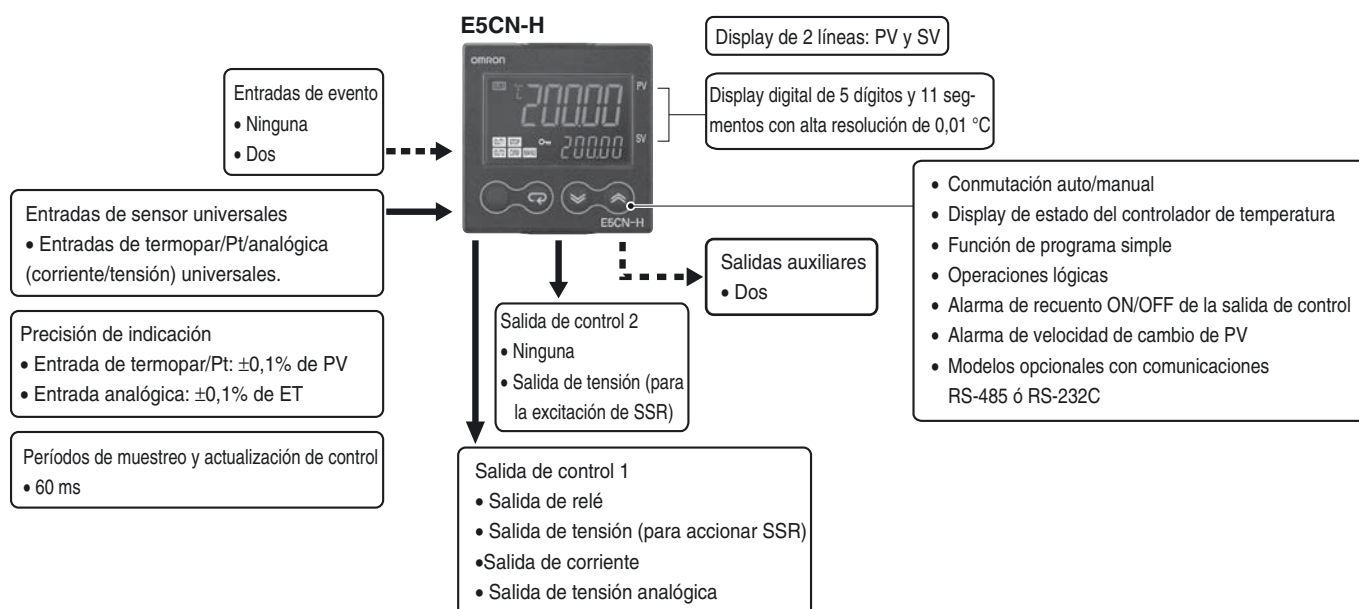 E5CN-H
Display de 2 líneas: PV y SV
omron
PV
°C
200.00
SV
200.00
E5CN-H
Display digital de 5 dígitos y 11 seg-
mentos con alta resolución de 0,01 °C
Entradas de evento
• Ninguna
• Dos
Entradas de sensor universales
• Entradas de termopar/Pt/analógica
(corriente/tensión) universales.
Precisión de indicación
• Entrada de termopar/Pt: ±0,1% de PV
• Entrada analógica: ±0,1% de ET
Períodos de muestreo y actualización de control
• 60 ms
Salidas auxiliares
• Dos
Salida de control 2
• Ninguna
• Salida de tensión (para
la excitación de SSR)
Salida de control 1
• Salida de relé
• Salida de tensión (para accionar SSR)
•Salida de corriente
• Salida de tensión analógica
• Conmutación auto/manual
• Display de estado del controlador de temperatura
• Función de programa simple
• Operaciones lógicas
• Alarma de recuento ON/OFF de la salida de control
• Alarma de velocidad de cambio de PV
• Modelos opcionales con comunicaciones
RS-485 ó RS-232C